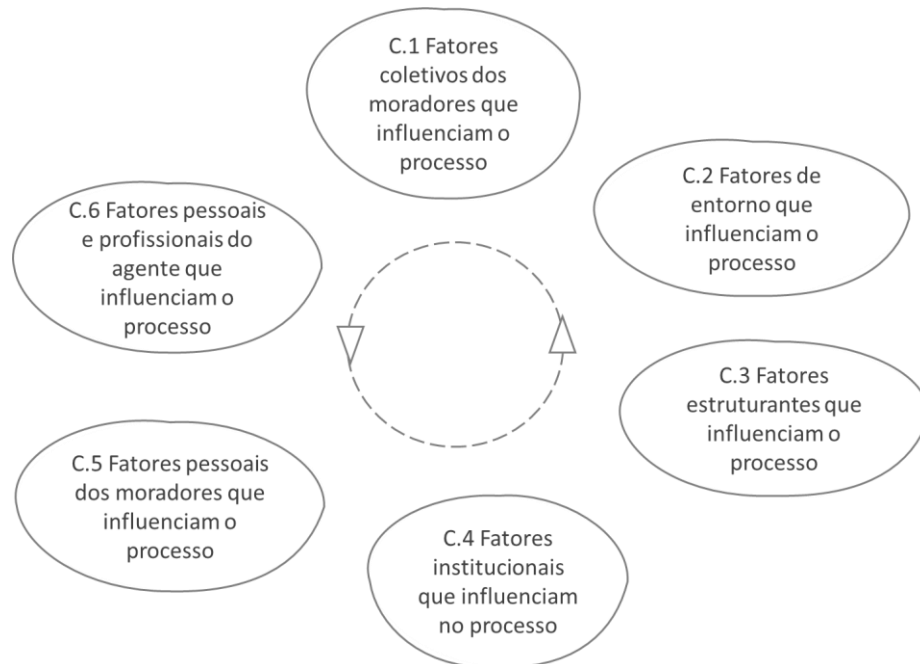 C.1 Fatores
coletivos dos
moradores que
influenciam o
processo
C.2 Fatores de
entorno que
influenciam o
processo
C.3 Fatores
estruturantes que
influenciam o
processo
C.4 Fatores
institucionais
que influenciam
no processo
C.5 Fatores pessoais
dos moradores que
influenciam o
processo
C.6 Fatores pessoais
e profissionais do
agente que
influenciam o
processo